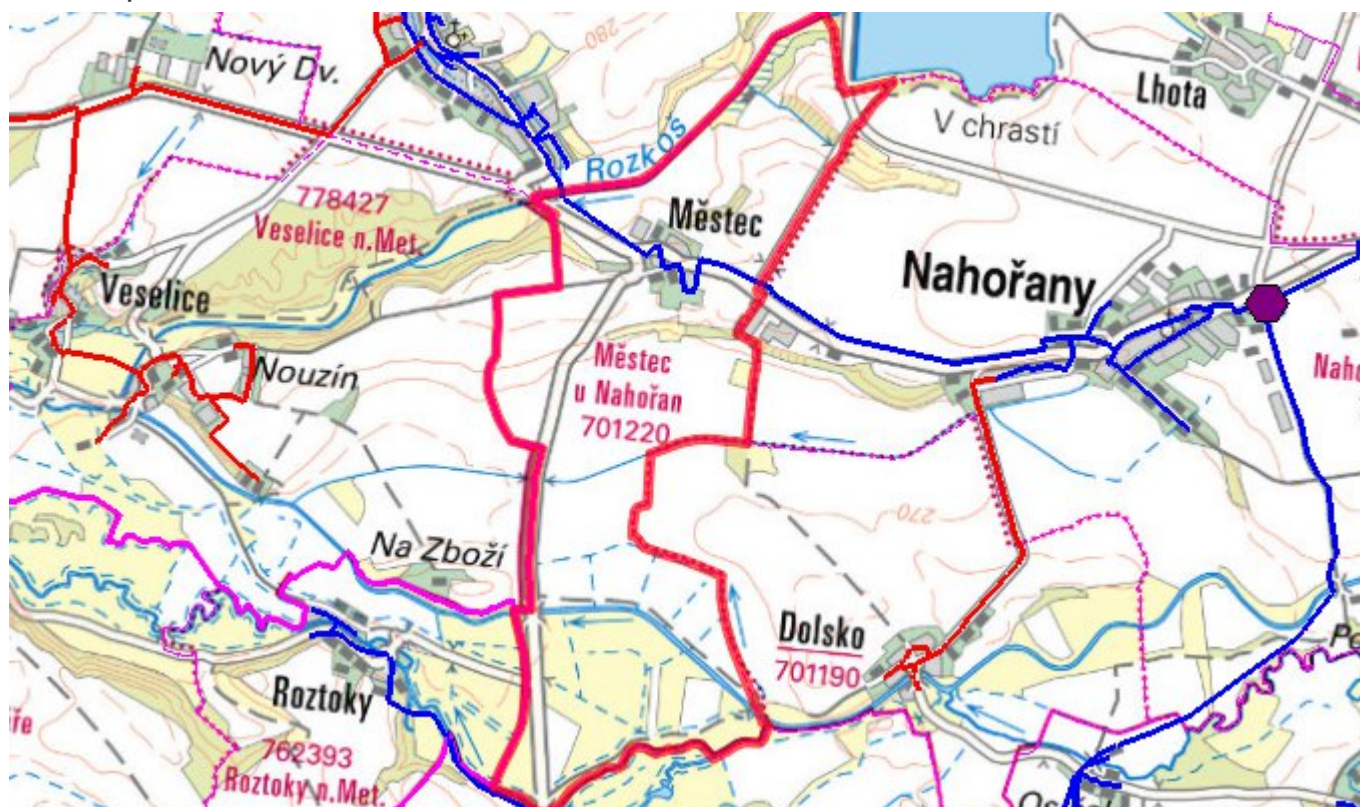 Nový Dv.
280
Lhota
V chrastí
Rozkoš
778427
Veselice n.Met.
Městec
Nahořany
Veselice
Nouzín
Městec
u Nahořan
701220
270
Na Zboží
Dolsko
701190
Roztoky
762393
Roztoky n.Met.